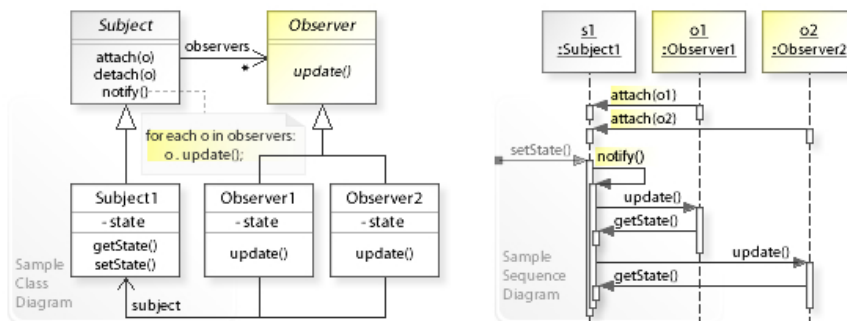 Subject
attach(o)
detach(o)
notify()
observers
*
Observer
update()
for each o in observers:
o . update();
Subject1
- state
getState()
setState()
Observer1
- state
update()
Observer2
- state
update()
subject
Sample
Class
Diagram
s1
:Subject1
o1
:Observer1
o2
:Observer2
attach(o1)
attach(o2)
setState()
notify()
update()
getState()
update()
getState()
Sample
Sequence
Diagram